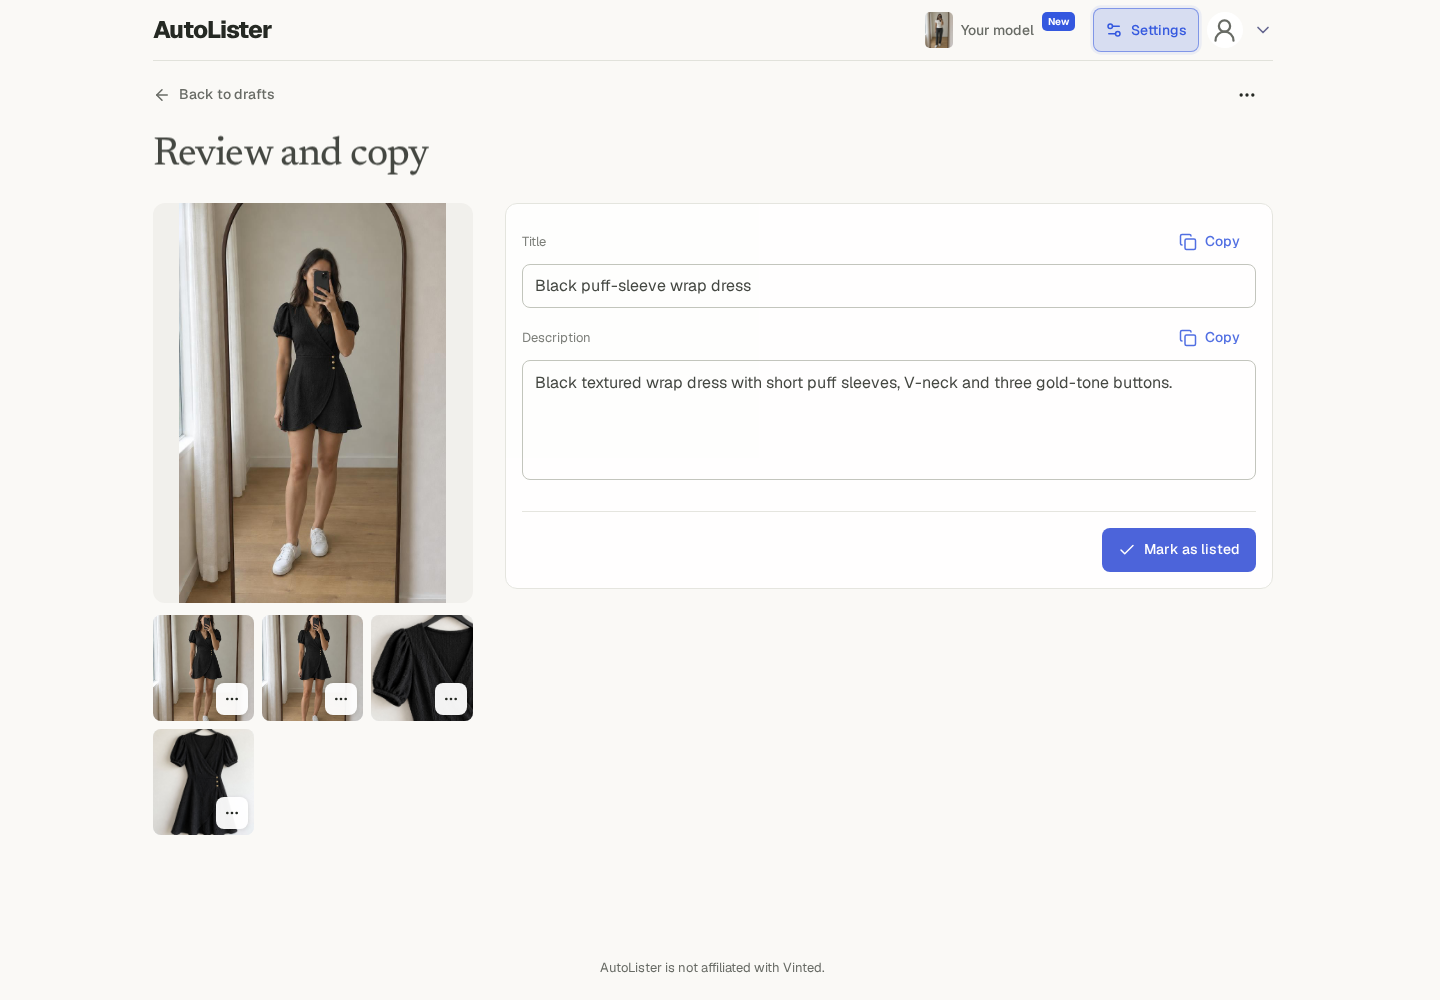 AutoLister
Your model
New
Settings
Back to drafts
Review and copy
Title
Copy
Black puff-sleeve wrap dress
Description
Copy
Black textured wrap dress with short puff sleeves, V-neck and three gold-tone buttons.
Mark as listed
AutoLister is not affiliated with Vinted.